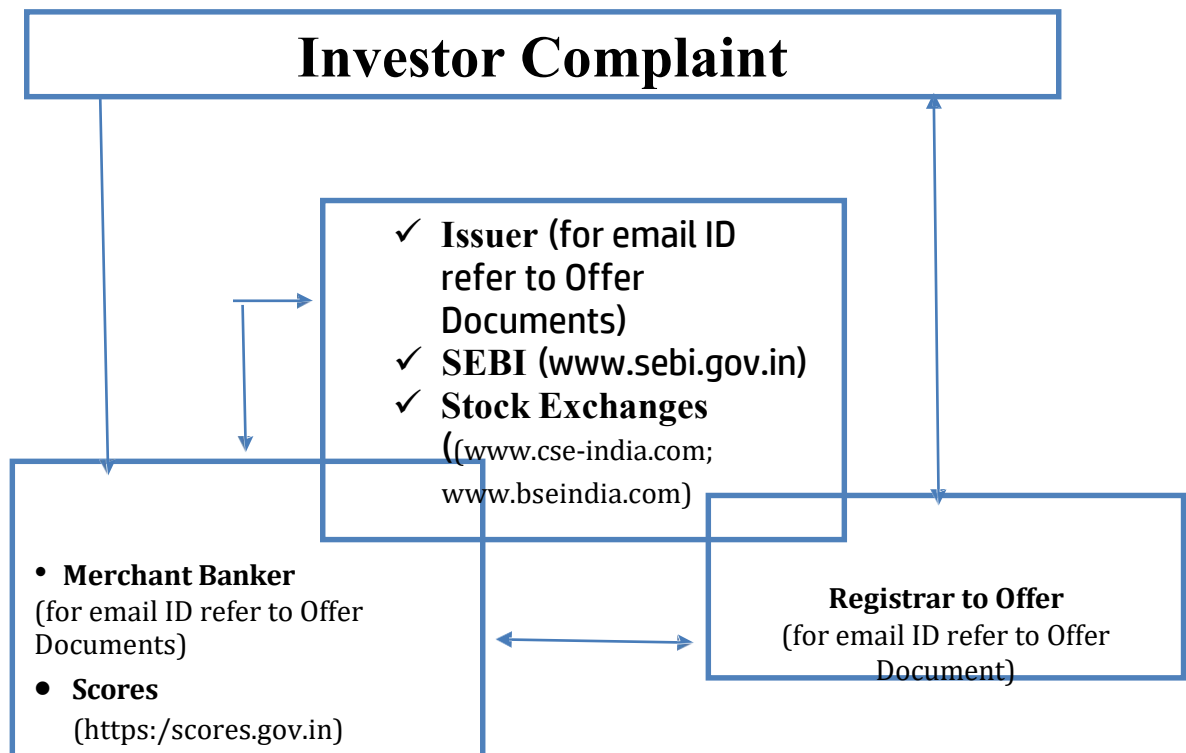 Investor Complaint
✓ Issuer (for email ID
refer to Offer
Documents)
✓ SEBI (www.sebi.gov.in)
✓ Stock Exchanges
((www.cse-india.com;
www.bseindia.com)
• Merchant Banker
(for email ID refer to Offer
Documents)
• Scores
(https:/scores.gov.in)
Registrar to Offer
(for email ID refer to Offer
Document)